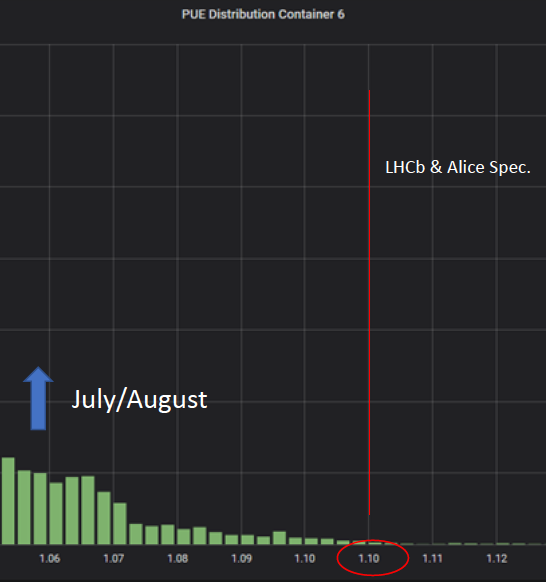 PUE Distribution Container 6
LHCb & Alice Spec.
July/August
1.06 1.07 1.08 1.09 1.10 1.10 1.11 1.12